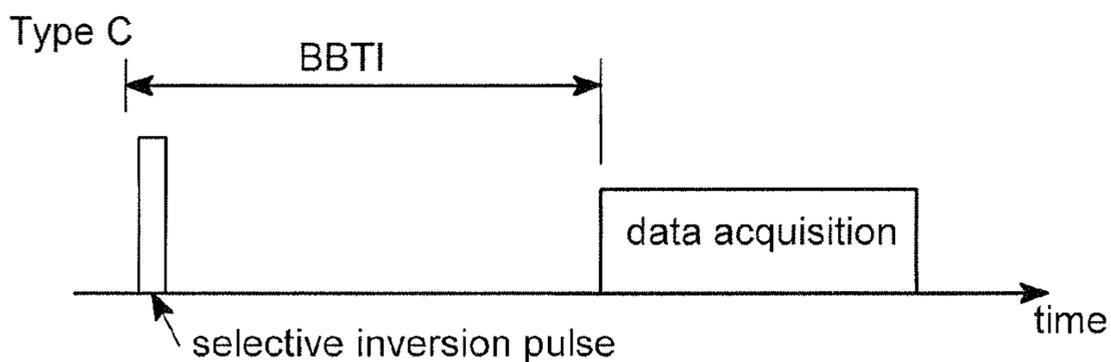 Type C
BBTI
data acquisition
time
selective inversion pulse